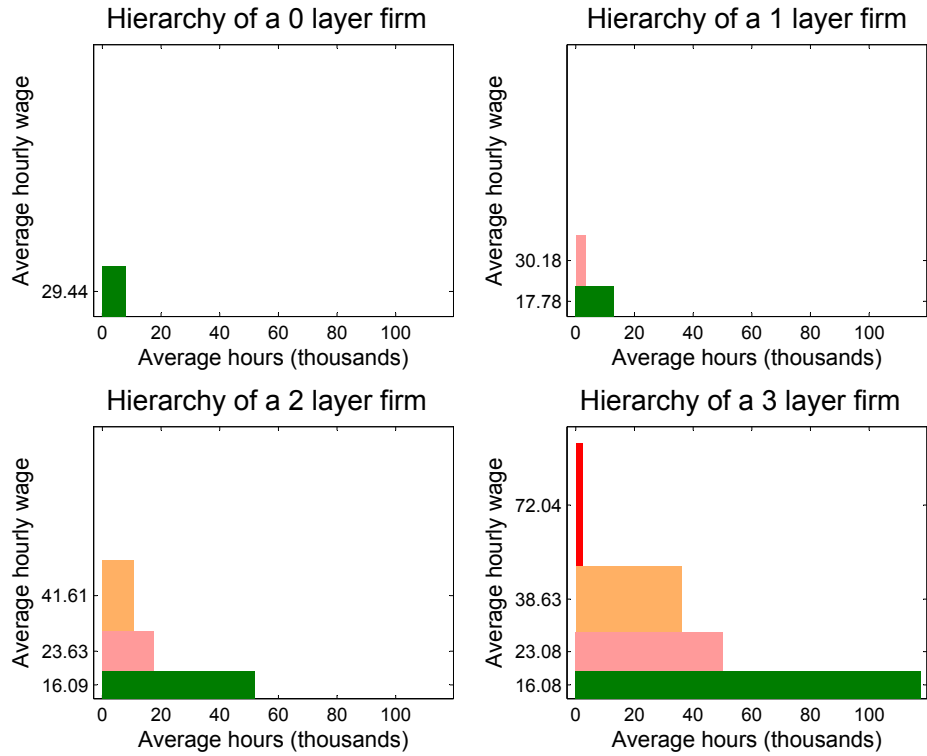 Hierarchy of a 0 layer firm
Average hourly wage
29.44
0 20 40 60 80 100
Average hours (thousands)
Hierarchy of a 1 layer firm
Average hourly wage
30.18
17.78
0 20 40 60 80 100
Average hours (thousands)
Hierarchy of a 2 layer firm
Average hourly wage
41.61
23.63
16.09
0 20 40 60 80 100
Average hours (thousands)
Hierarchy of a 3 layer firm
Average hourly wage
72.04
38.63
23.08
16.08
0 20 40 60 80 100
Average hours (thousands)